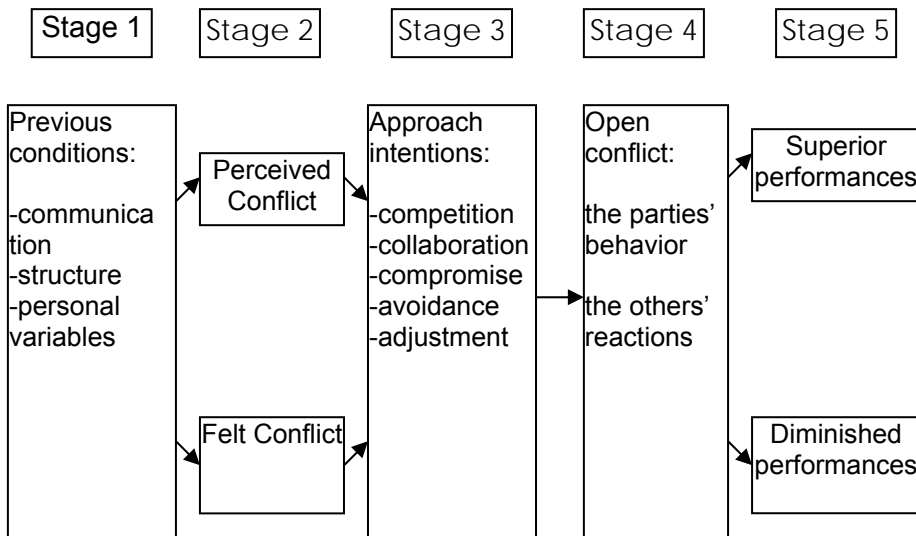 Stage 1
Stage 2
Stage 3
Stage 4
Stage 5
Previous
conditions:
-communica
tion
-structure
-personal
variables
Perceived
Conflict
Felt Conflict
Approach
intentions:
-competition
-collaboration
-compromise
-avoidance
-adjustment
Open
conflict:
the parties'
behavior
the others'
reactions
Superior
performances
Diminished
performances